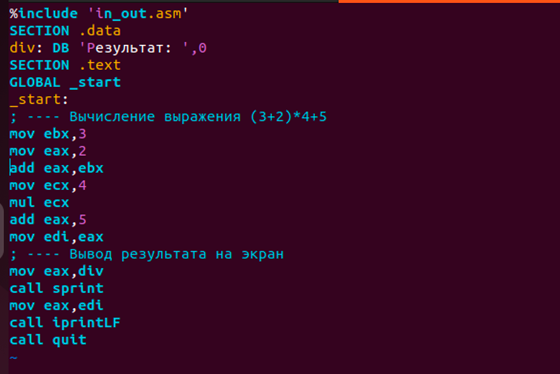 %include 'in_out.asm'
SECTION .data
div: DB 'Результат: ',0
SECTION .text
GLOBAL _start
_start:
; ---- Вычисление выражения (3+2)*4+5
mov ebx,3
mov eax,2
add eax,ebx
mov ecx,4
mul ecx
add eax,5
mov edi,eax
; ---- Вывод результата на экран
mov eax,div
call sprint
mov eax,edi
call iprintLF
call quit
~